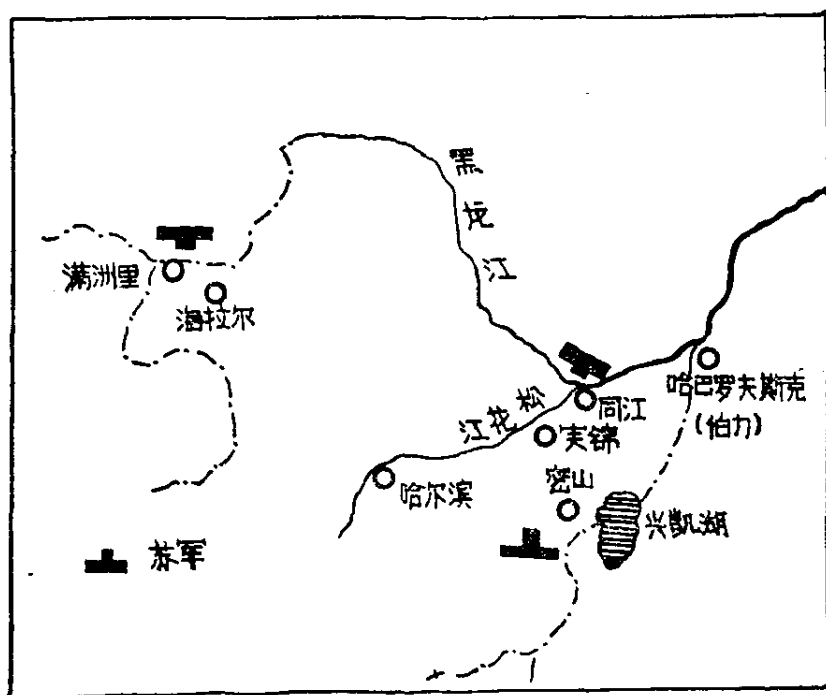 黑龙江
满洲里
海拉尔
哈巴罗夫斯克
(伯力)
同江
松花江
実锦
密山
哈尔滨
兴凯湖
苏军